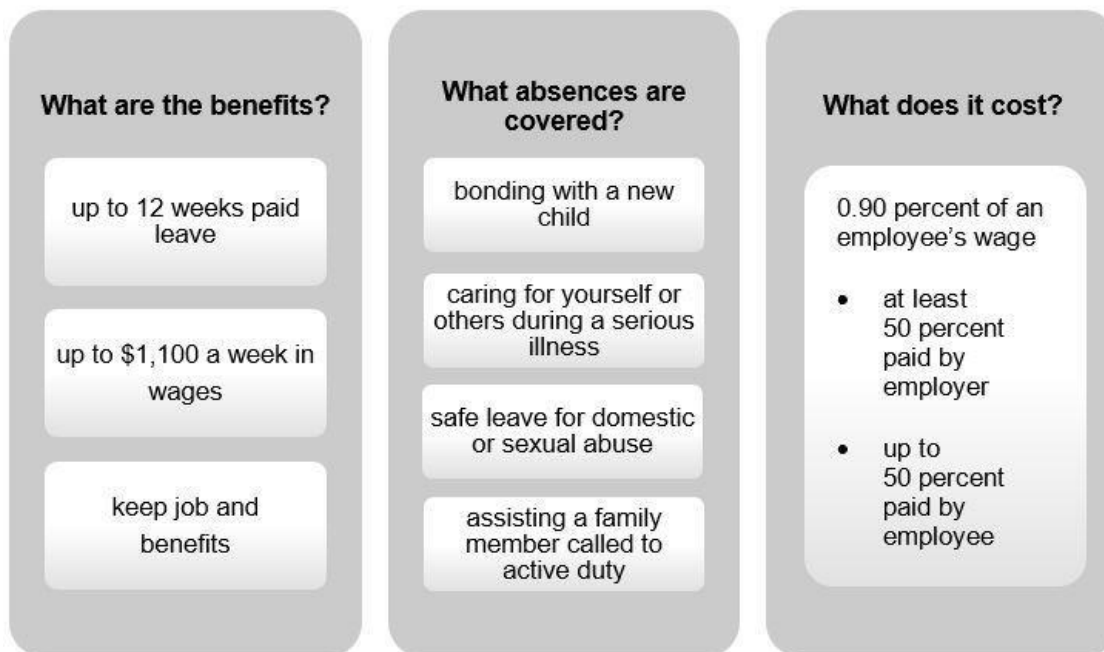 What are the benefits?
up to 12 weeks paid
leave
up to $1,100 a week in
wages
keep job and
benefits
What absences are
covered?
bonding with a new
child
caring for yourself or
others during a serious
illness
safe leave for domestic
or sexual abuse
assisting a family
member called to
active duty
What does it cost?
0.90 percent of an
employee’s wage
• at least
50 percent
paid by
employer
• up to
50 percent
paid by
employee